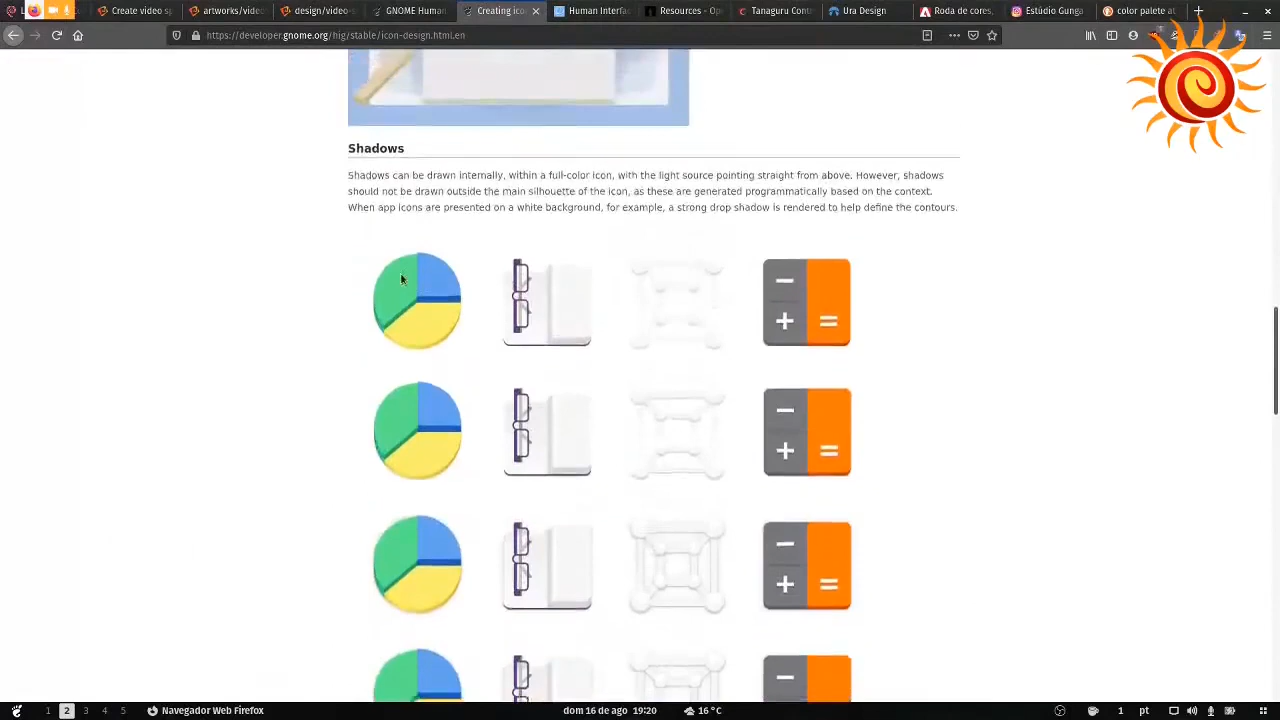 Create video sp
artworks/video
design/video-s
GNOME Human
Creating ico
Human Interfac
Resources - Op
Tanaguru Cont
Ura Design
Roda de cores,
Estúdio Gunga
color palete at
https://developer.gnome.org/hig/stable/icon-design.html.en
Shadows
Shadows can be drawn internally, within a full-color icon, with the light source pointing straight from above. However, shadows
should not be drawn outside the main silhouette of the icon, as these are generated programmatically based on the context.
When app icons are presented on a white background, for example, a strong drop shadow is rendered to help define the contours.
− + =
− + =
− + =
−
1 2 3 4 5 Navegador Web Firefox dom 16 de ago 19:20 16 °C 1 pt